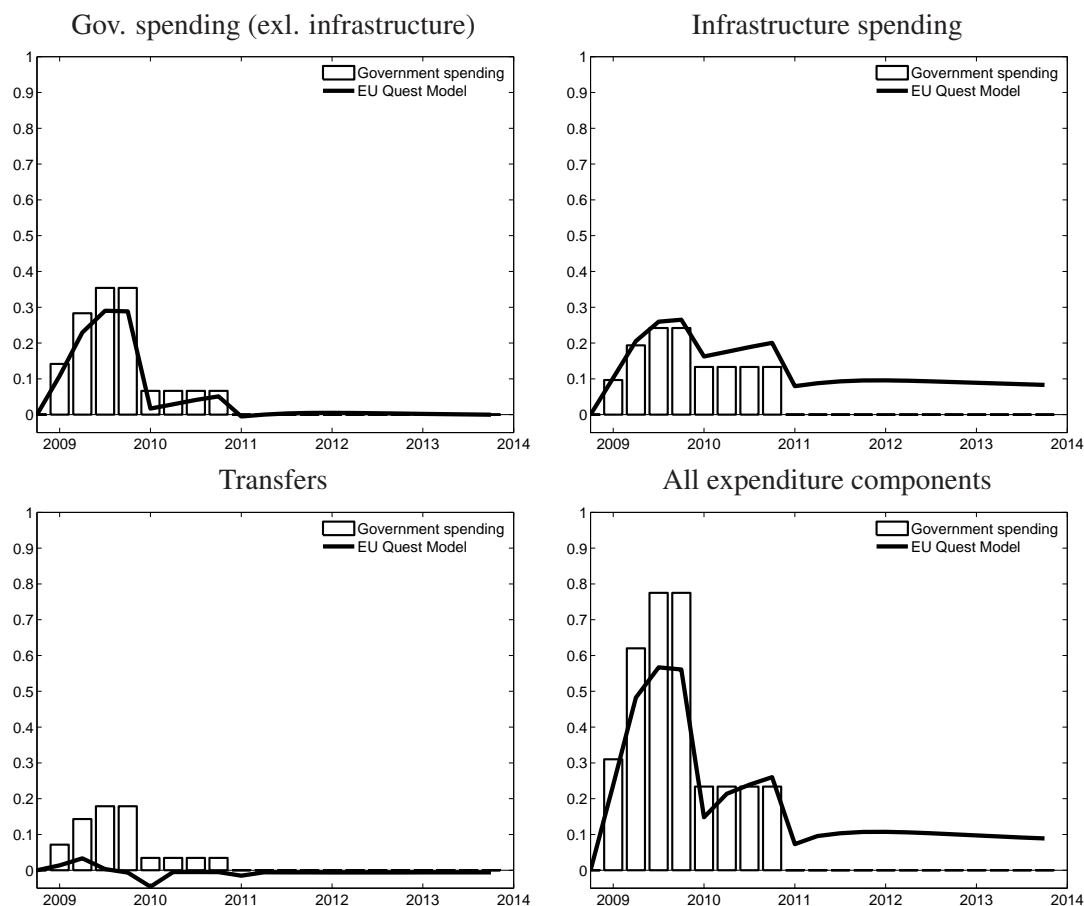 Gov. spending (exl. infrastructure)
1
0.9
0.8
0.7
0.6
0.5
0.4
0.3
0.2
0.1
0
2009 2010 2011 2012 2013 2014
Government spending
EU Quest Model
Infrastructure spending
1
0.9
0.8
0.7
0.6
0.5
0.4
0.3
0.2
0.1
0
2009 2010 2011 2012 2013 2014
Government spending
EU Quest Model
Transfers
1
0.9
0.8
0.7
0.6
0.5
0.4
0.3
0.2
0.1
0
2009 2010 2011 2012 2013 2014
Government spending
EU Quest Model
All expenditure components
1
0.9
0.8
0.7
0.6
0.5
0.4
0.3
0.2
0.1
0
2009 2010 2011 2012 2013 2014
Government spending
EU Quest Model